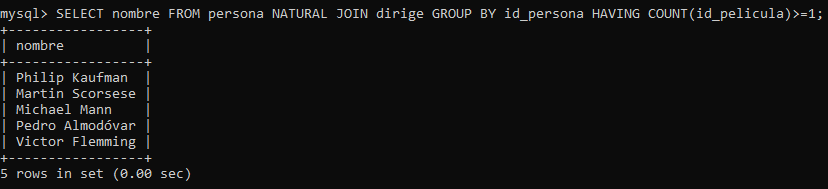 mysql> SELECT nombre FROM persona NATURAL JOIN dirige GROUP BY id_persona HAVING COUNT(id_pelicula)>=1;
+-----------------+
| nombre          |
+-----------------+
| Philip Kaufman  |
| Martin Scorsese |
| Michael Mann    |
| Pedro Almodóvar |
| Victor Flemming |
+-----------------+
5 rows in set (0.00 sec)